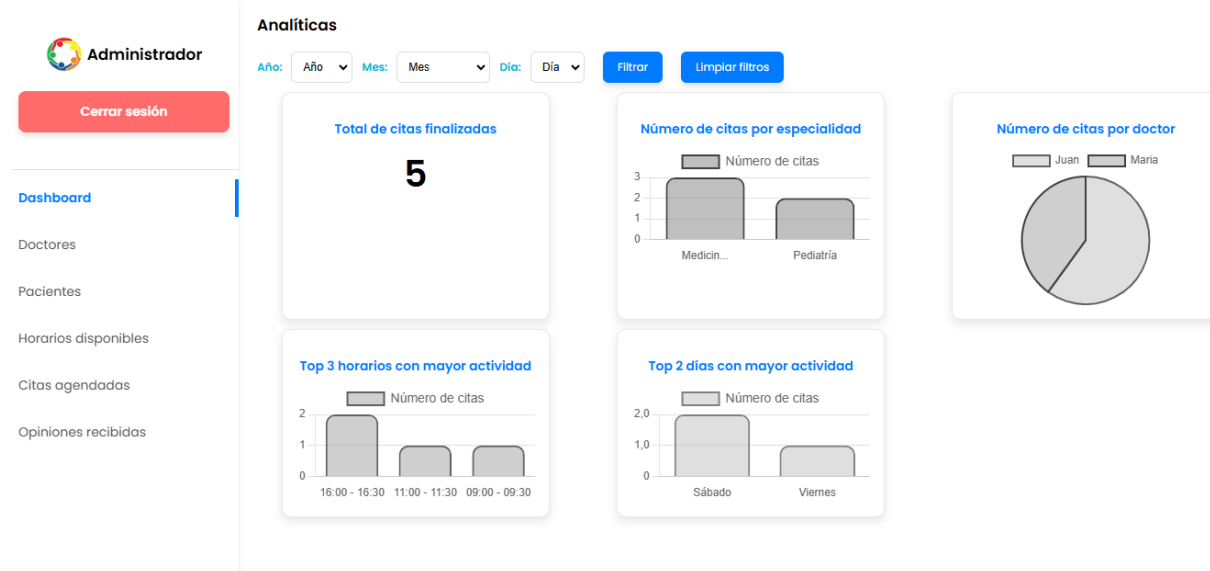 Administrador
Cerrar sesión
Dashboard
Doctores
Pacientes
Horarios disponibles
Citas agendadas
Opiniones recibidas
Analíticas
Año: Año Mes: Mes Día: Día Filtrar Limpiar filtros
Total de citas finalizadas
5
Número de citas por especialidad
Número de citas
3
2
1
0
Medicin... Pediatría
Número de citas por doctor
Juan Maria
Top 3 horarios con mayor actividad
Número de citas
2
1
0
16:00 - 16:30 11:00 - 11:30 09:00 - 09:30
Top 2 días con mayor actividad
Número de citas
2,0
1,0
0
Sábado Viernes